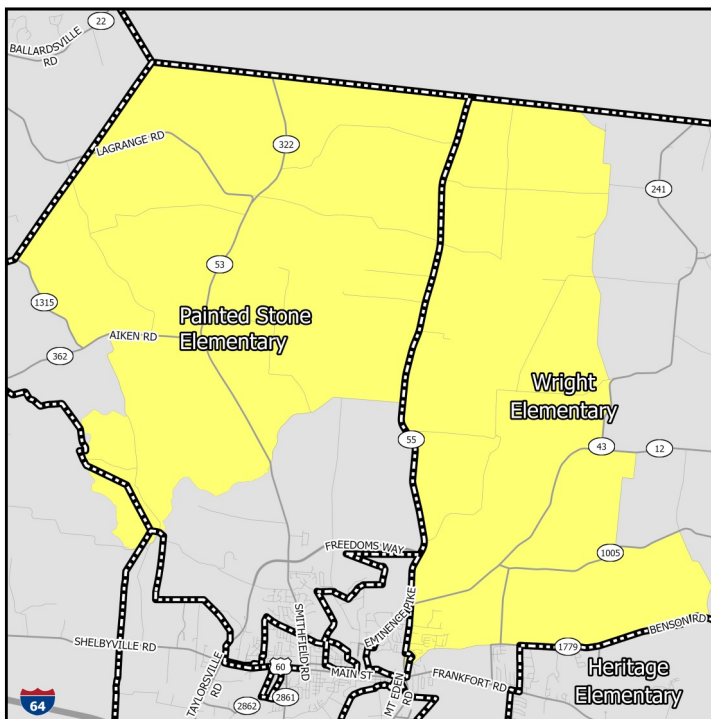 22
BALLARDSVILLE
RD
LAGRANGE RD
322
241
53
1315
Painted Stone
Elementary
AIKEN RD
362
Wright
Elementary
55
43
12
FREEDOMS WAY
1005
EMINENCE PIKE
SMITHFIELD RD
SHELBYVILLE RD
TAYLORSVILLE
RD
60
MAIN ST
2861
2862
MT EDEN
RD
FRANKFORT RD
1779
BENSON RD
Heritage
Elementary
64